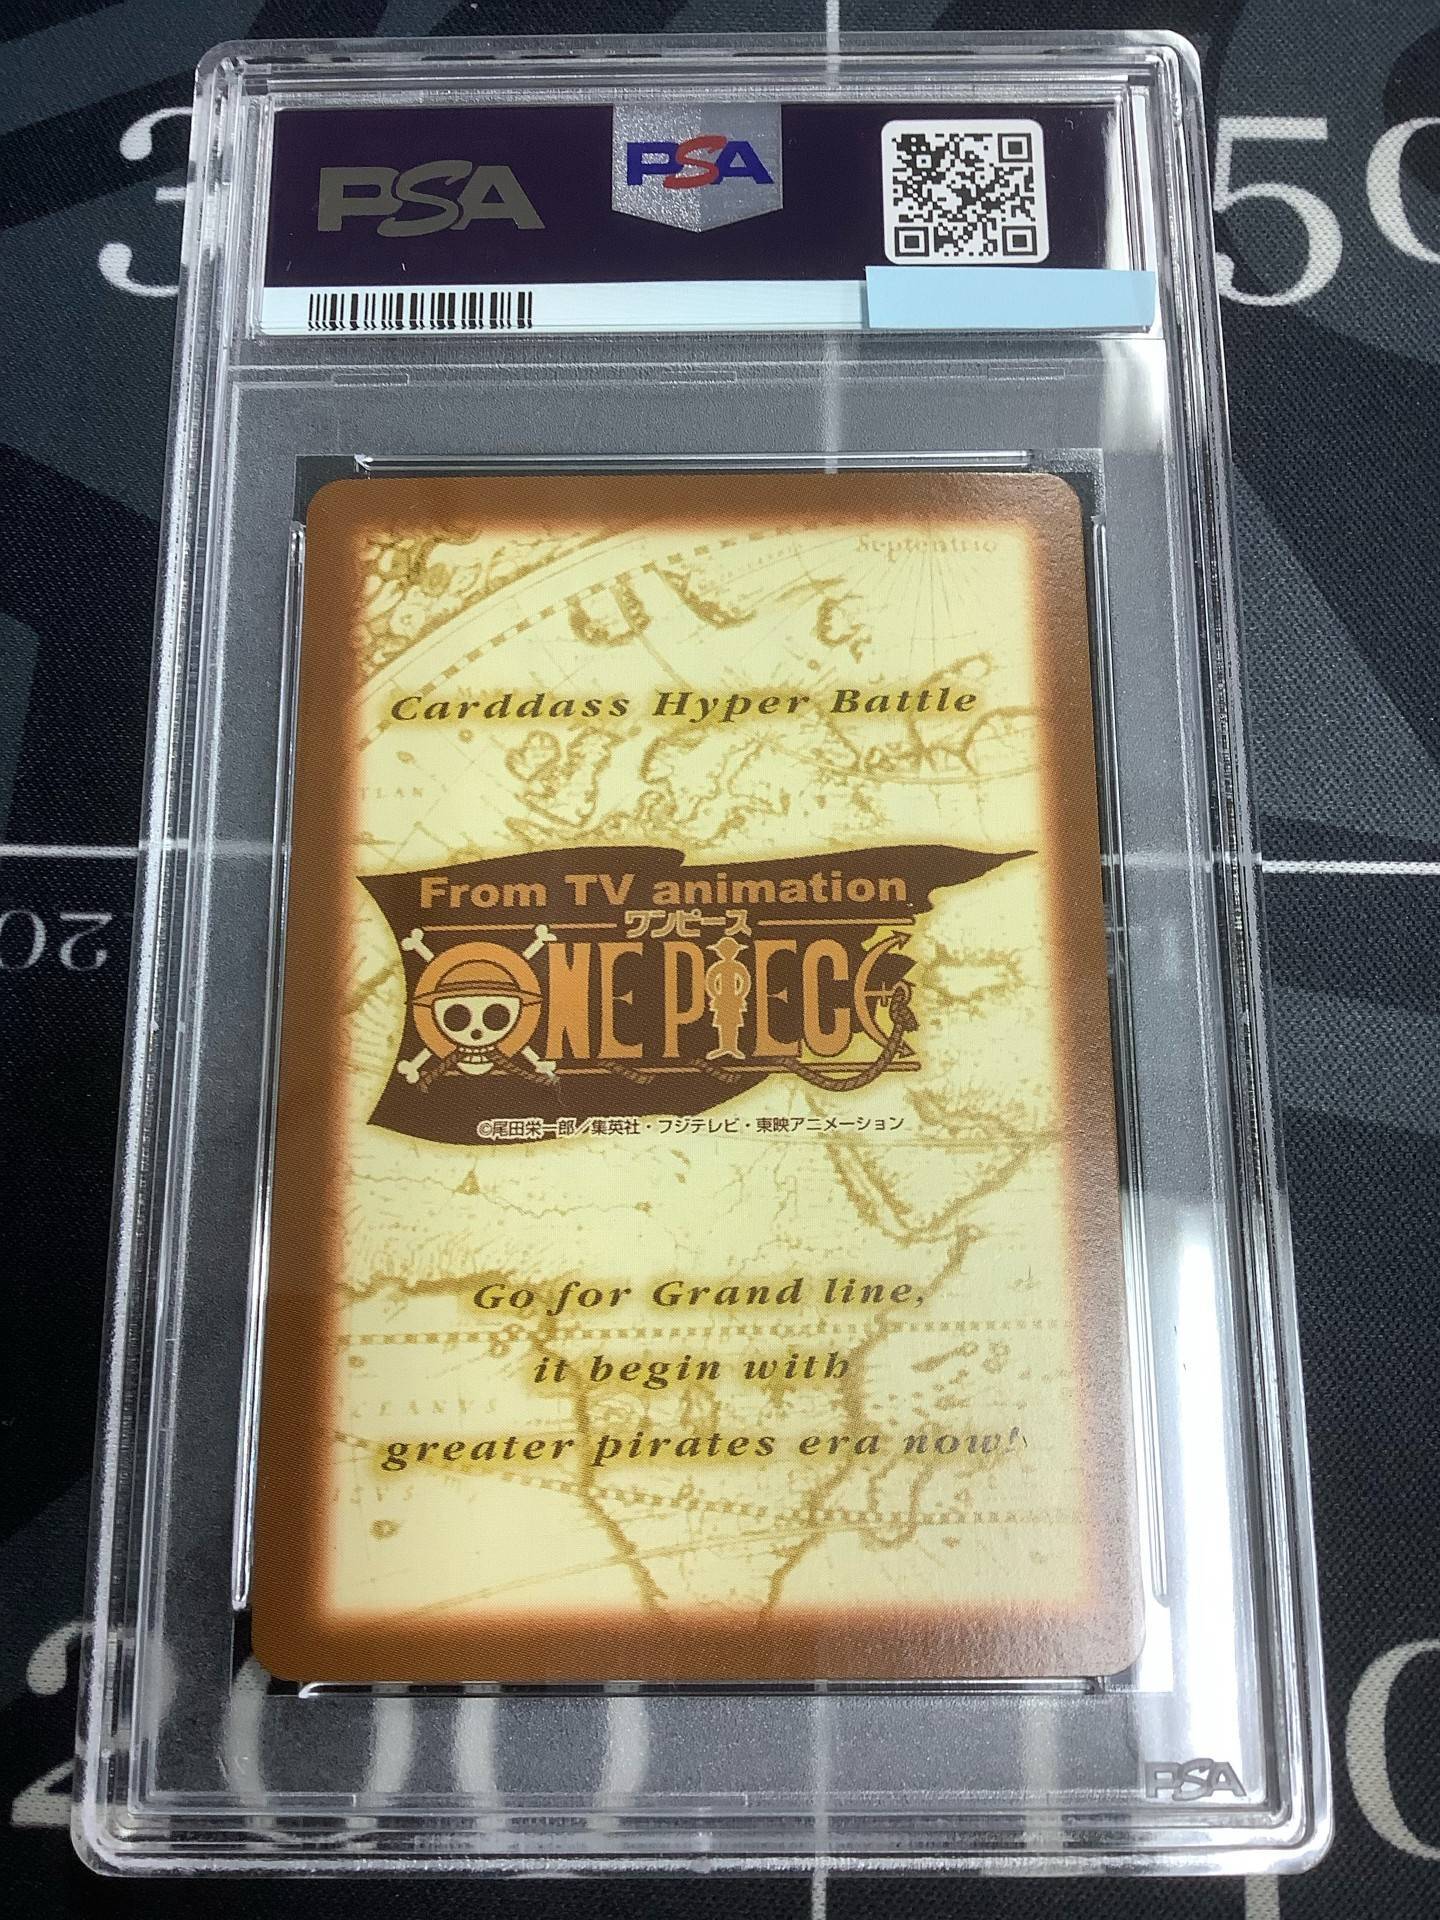 PSA
PSA
Septentrio
Carddass Hyper Battle
From TV animation
ワンピース
ONE PIECE
©尾田栄一郎／集英社・フジテレビ・東映アニメーション
Go for Grand line,
it begin with
CEANVS
greater pirates era now!
PSA